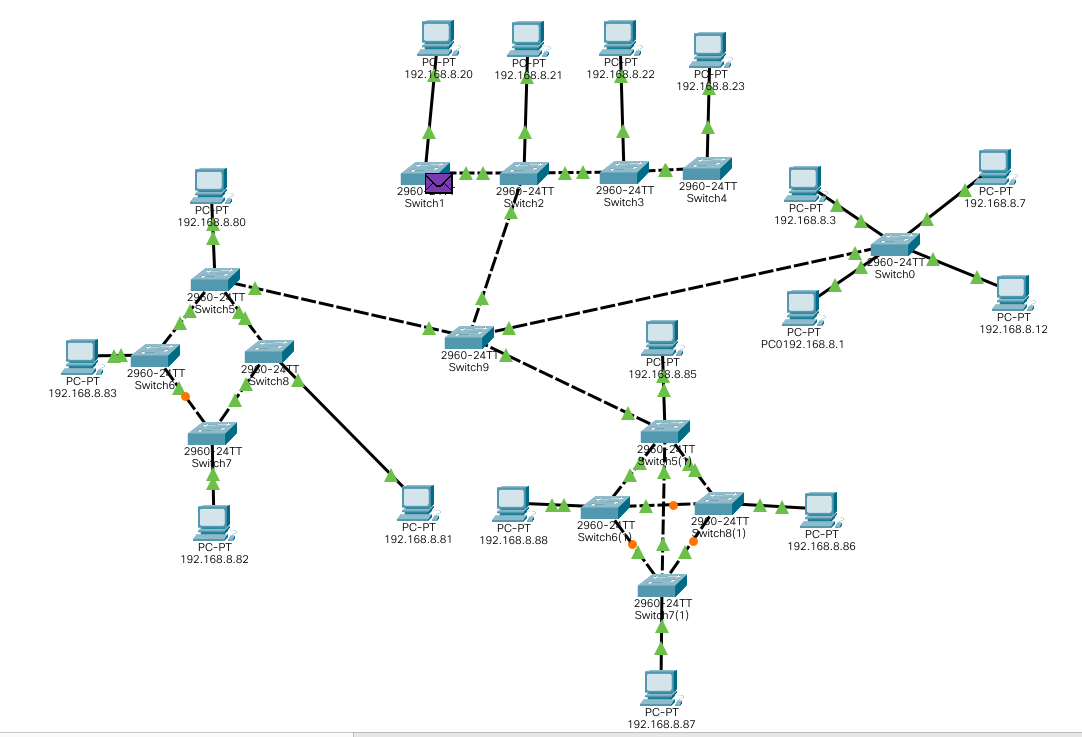 PC-PT
192.168.8.20
PC-PT
192.168.8.21
PC-PT
192.168.8.22
PC-PT
192.168.8.23
2960-24TT
Switch1
2960-24TT
Switch2
2960-24TT
Switch3
2960-24TT
Switch4
PC-PT
192.168.8.3
PC-PT
192.168.8.7
2960-24TT
Switch0
PC-PT
PC0192.168.8.1
PC-PT
192.168.8.12
PC-PT
192.168.8.80
2960-24TT
Switch5
PC-PT
192.168.8.83
2960-24TT
Switch6
2960-24TT
Switch8
2960-24TT
Switch7
PC-PT
192.168.8.82
PC-PT
192.168.8.81
2960-24TT
Switch9
PC-PT
192.168.8.85
2960-24TT
Switch5(1)
PC-PT
192.168.8.88
2960-24TT
Switch6(1)
2960-24TT
Switch8(1)
PC-PT
192.168.8.86
2960-24TT
Switch7(1)
PC-PT
192.168.8.87